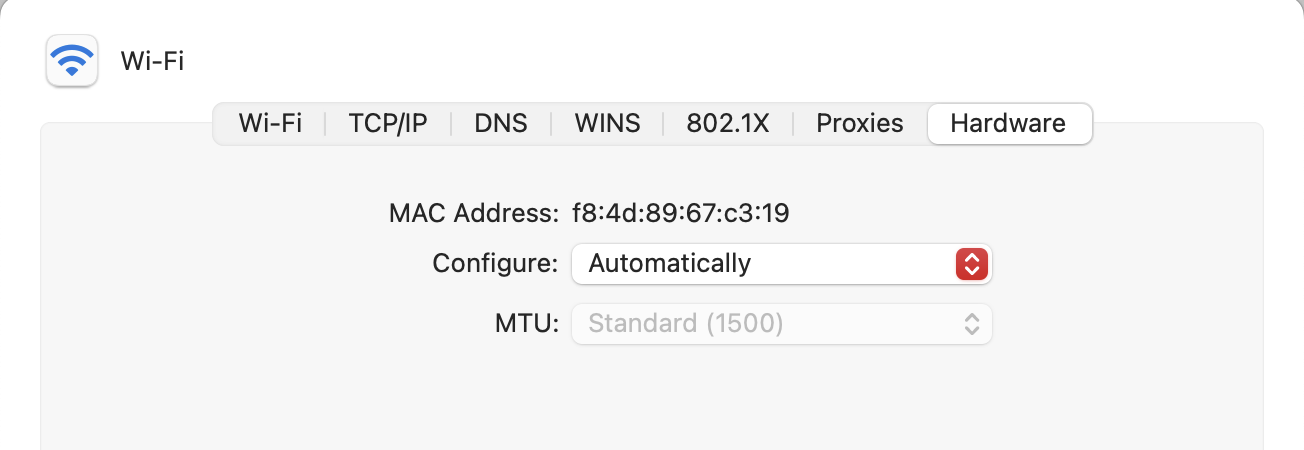 Wi-Fi
Wi-Fi TCP/IP DNS WINS 802.1X Proxies Hardware
MAC Address: f8:4d:89:67:c3:19
Configure: Automatically
MTU: Standard (1500)